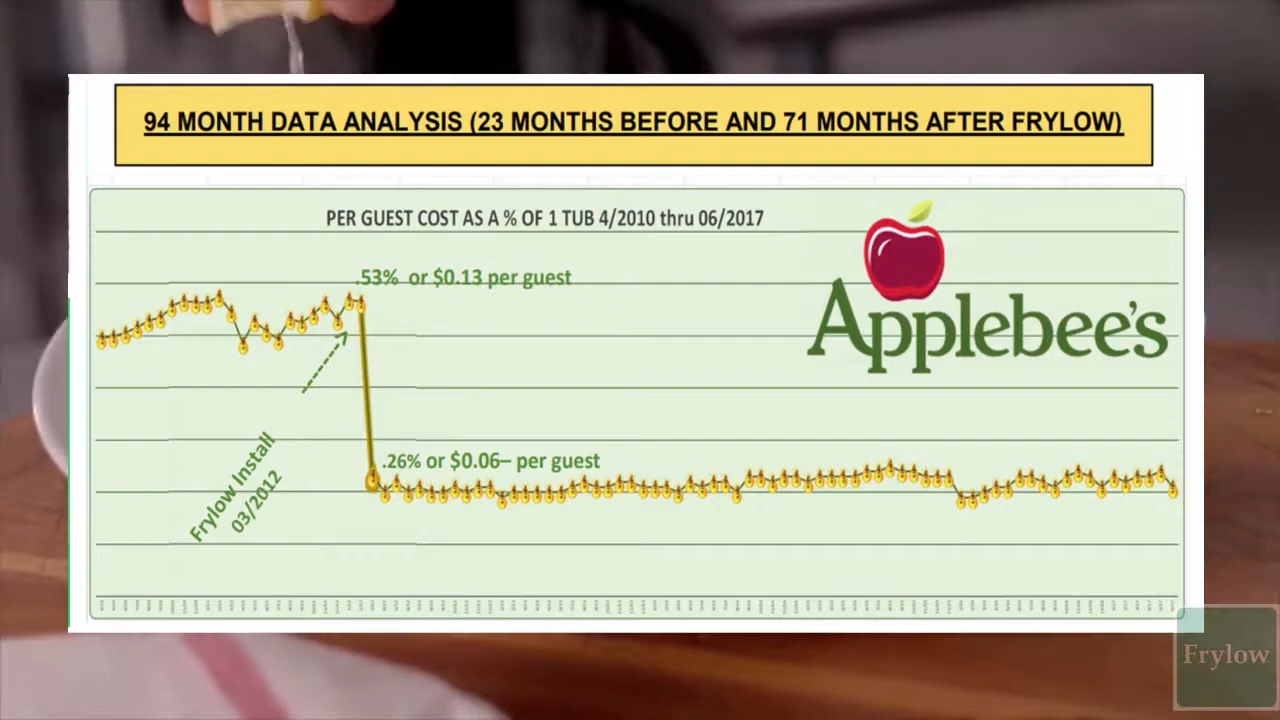 94 MONTH DATA ANALYSIS (23 MONTHS BEFORE AND 71 MONTHS AFTER FRYLOW)
PER GUEST COST AS A % OF 1 TUB 4/2010 thru 06/2017
.53% or $0.13 per guest
Applebee's
.26% or $0.06– per guest
Frylow Install
03/2012
Frylow